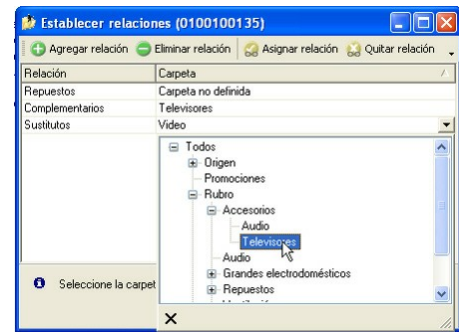 Establecer relaciones (0100100135)
Agregar relación Eliminar relación Asignar relación Quitar relación
Relación Carpeta
Repuestos Carpeta no definida
Complementarios Televisores
Sustitutos Video
Todos
Origen
Promociones
Rubro
Accesorios
Audio
Televisores
Audio
Grandes electrodomésticos
Repuestos
Seleccione la carpet